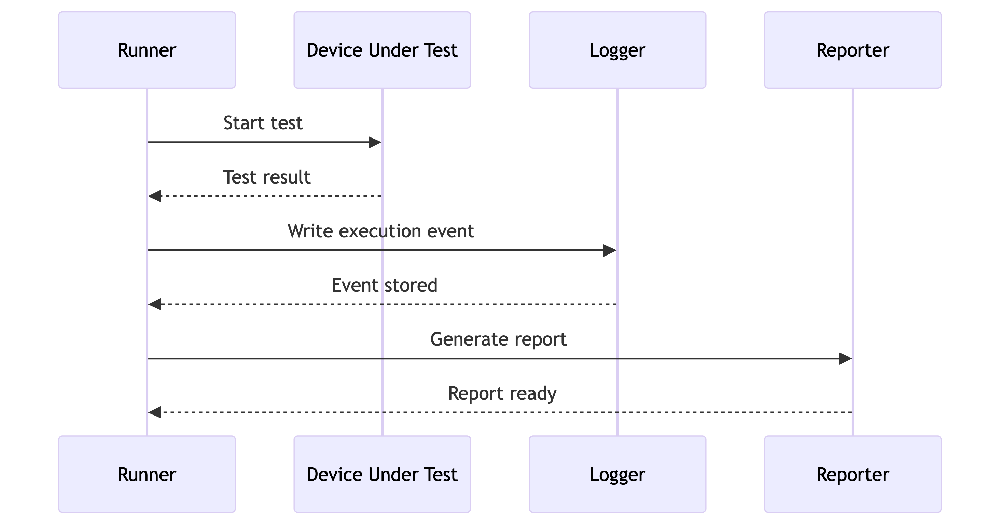 Runner
Device Under Test
Logger
Reporter
Start test
Test result
Write execution event
Event stored
Generate report
Report ready
Runner
Device Under Test
Logger
Reporter